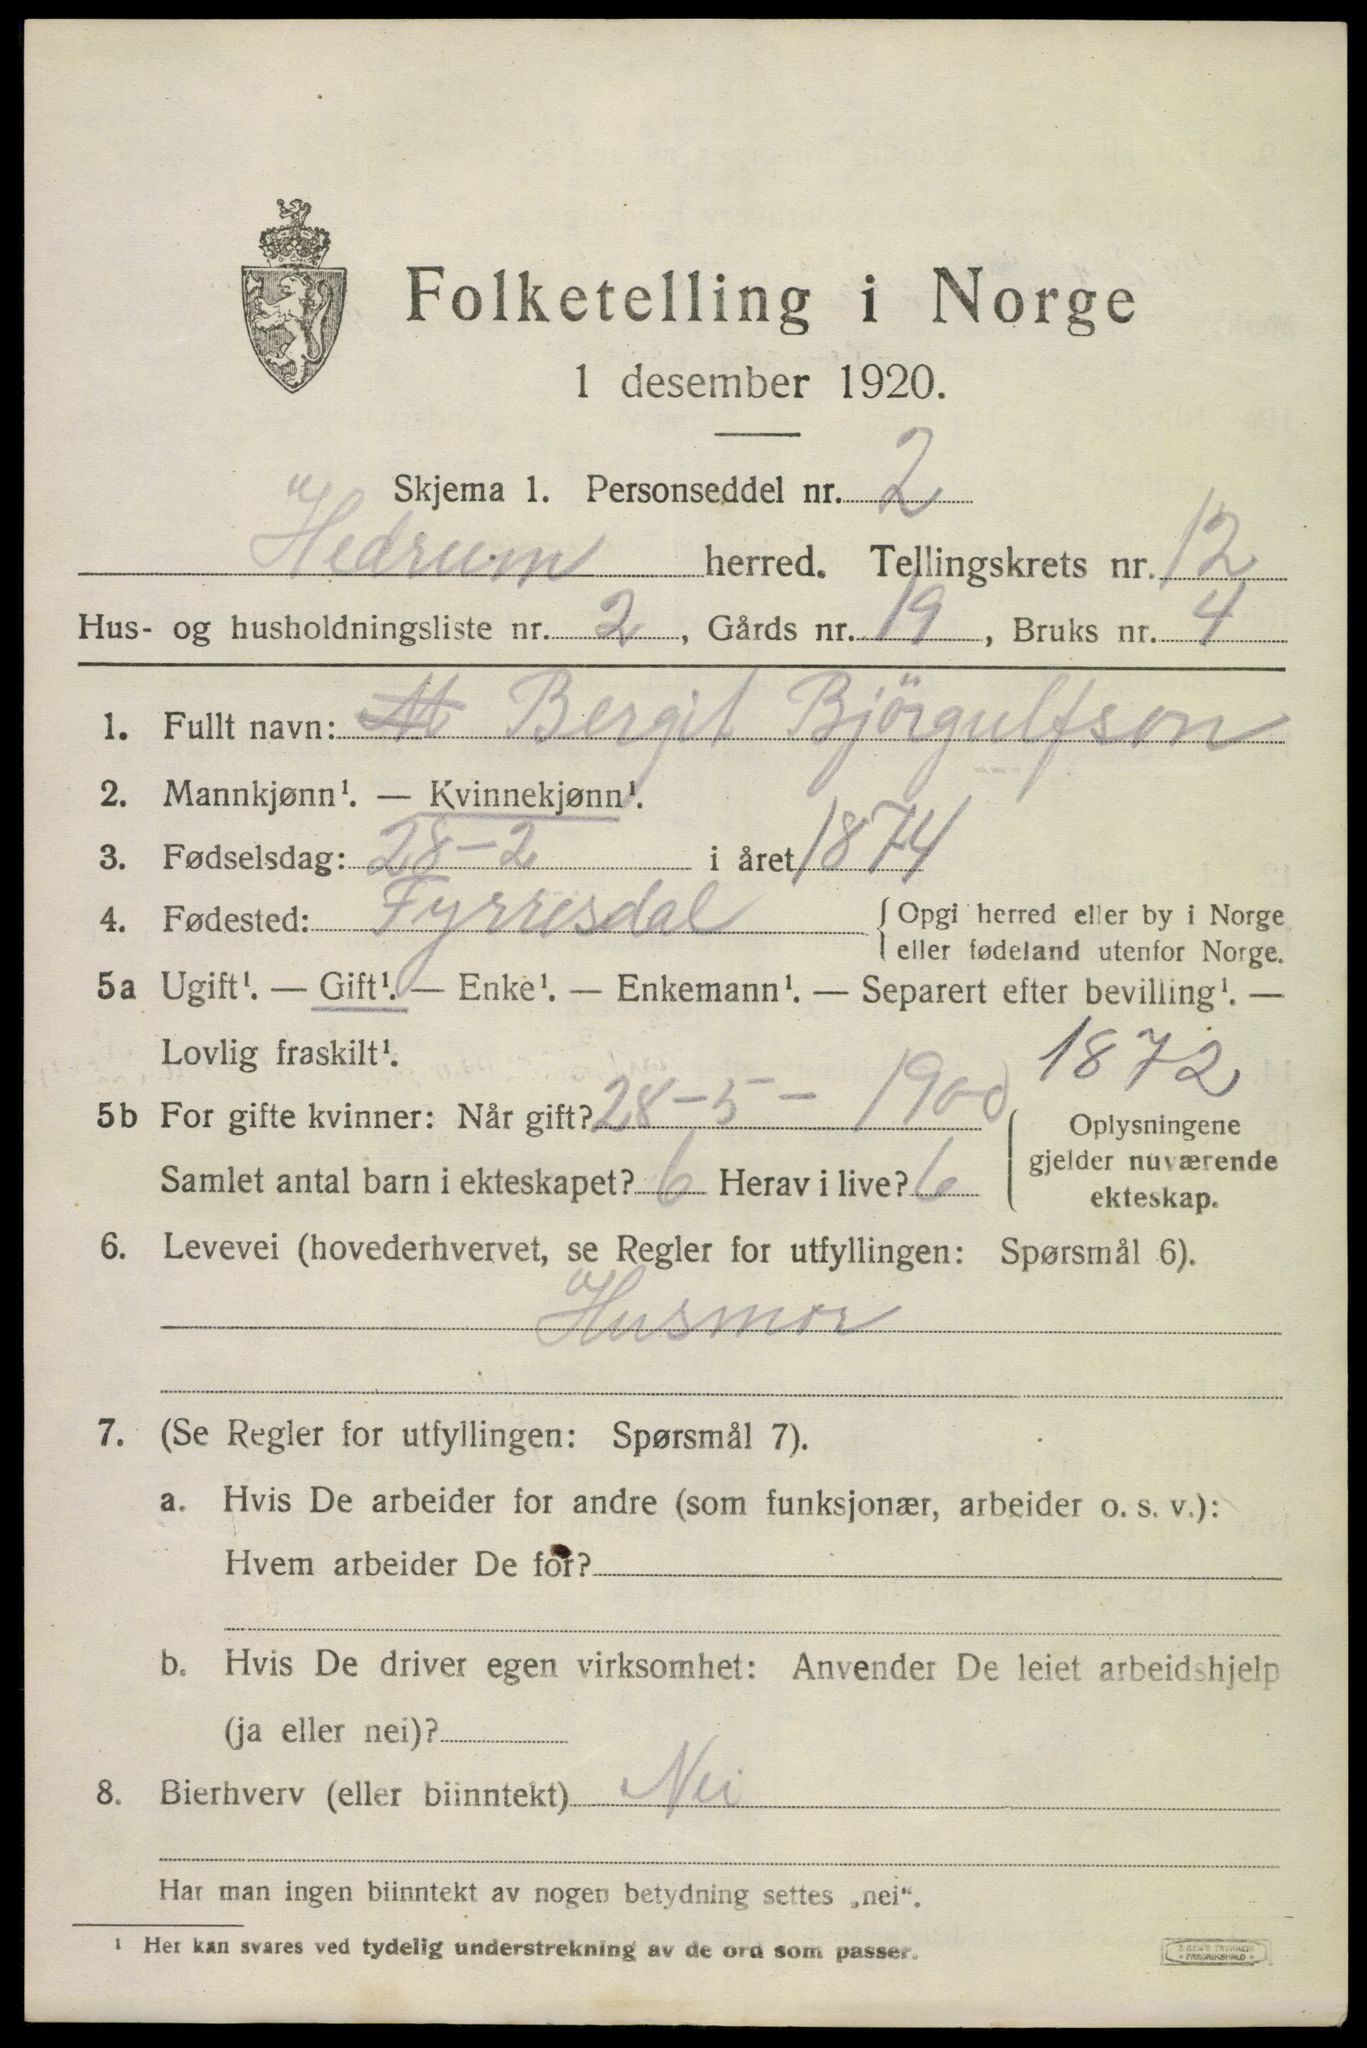 Folketelling i Norge
1 desember 1920.
Skjema 1. Personseddel nr. 2
Hedrum herred. Tellingskrets nr. 12
Hus- og husholdningsliste nr. 2, Gårds nr. 19, Bruks nr. 4
1. Fullt navn: Bergit Björgulfson
2. Mannkjønn¹. — Kvinnekjønn¹.
3. Fødselsdag: 28-2 i året 1874
4. Fødested: Fyrrisdal {Opgi herred eller by i Norge
eller fødeland utenfor Norge.
5a Ugift¹. — Gift¹. — Enke¹. — Enkemann¹. — Separert efter bevilling¹. —
Lovlig fraskilt¹. 1872
5b For gifte kvinner: Når gift? 28-5-1900
Samlet antal barn i ekteskapet? 6 Herav i live? 6
Oplysningene
gjelder nuværende
ekteskap.
6. Levevei (hovederhvervet, se Regler for utfyllingen: Spørsmål 6).
Husmor
7. (Se Regler for utfyllingen: Spørsmål 7).
a. Hvis De arbeider for andre (som funksjonær, arbeider o. s. v.):
Hvem arbeider De for?
b. Hvis De driver egen virksomhet: Anvender De leiet arbeidshjelp
(ja eller nei)?
8. Bierhverv (eller biinntekt) Nei
Har man ingen biinntekt av nogen betydning settes „nei".
¹ Her kan svares ved tydelig understrekning av de ord som passer.
FREDRIKSHALD